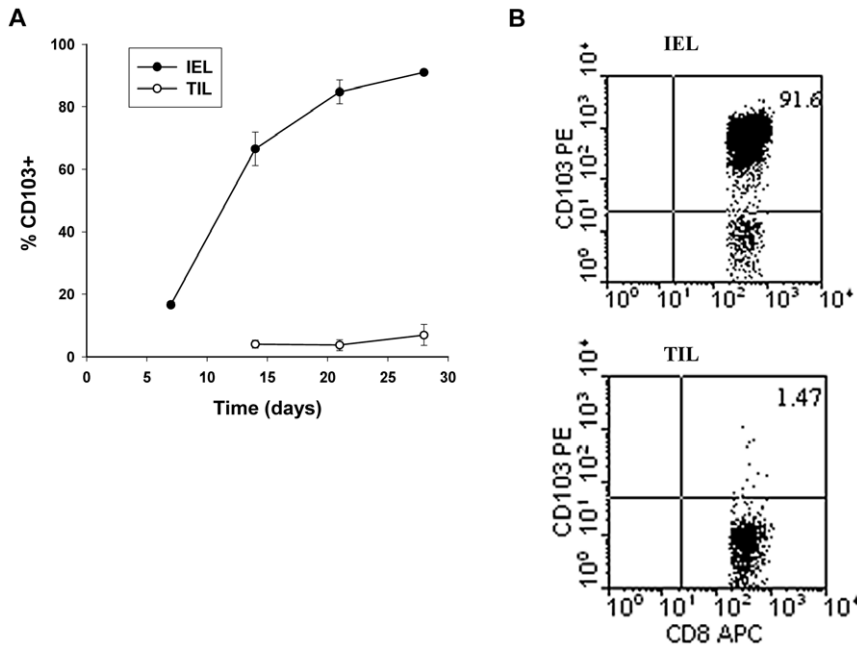 A
B
100
80
60
40
20
0
% CD103+
IEL
TIL
0 5 10 15 20 25 30
Time (days)
IEL
91.6
CD103 PE
10⁴
10³
10²
10¹
10⁰
10⁰ 10¹ 10² 10³ 10⁴
TIL
1.47
CD103 PE
10⁴
10³
10²
10¹
10⁰
10⁰ 10¹ 10² 10³ 10⁴
CD8 APC